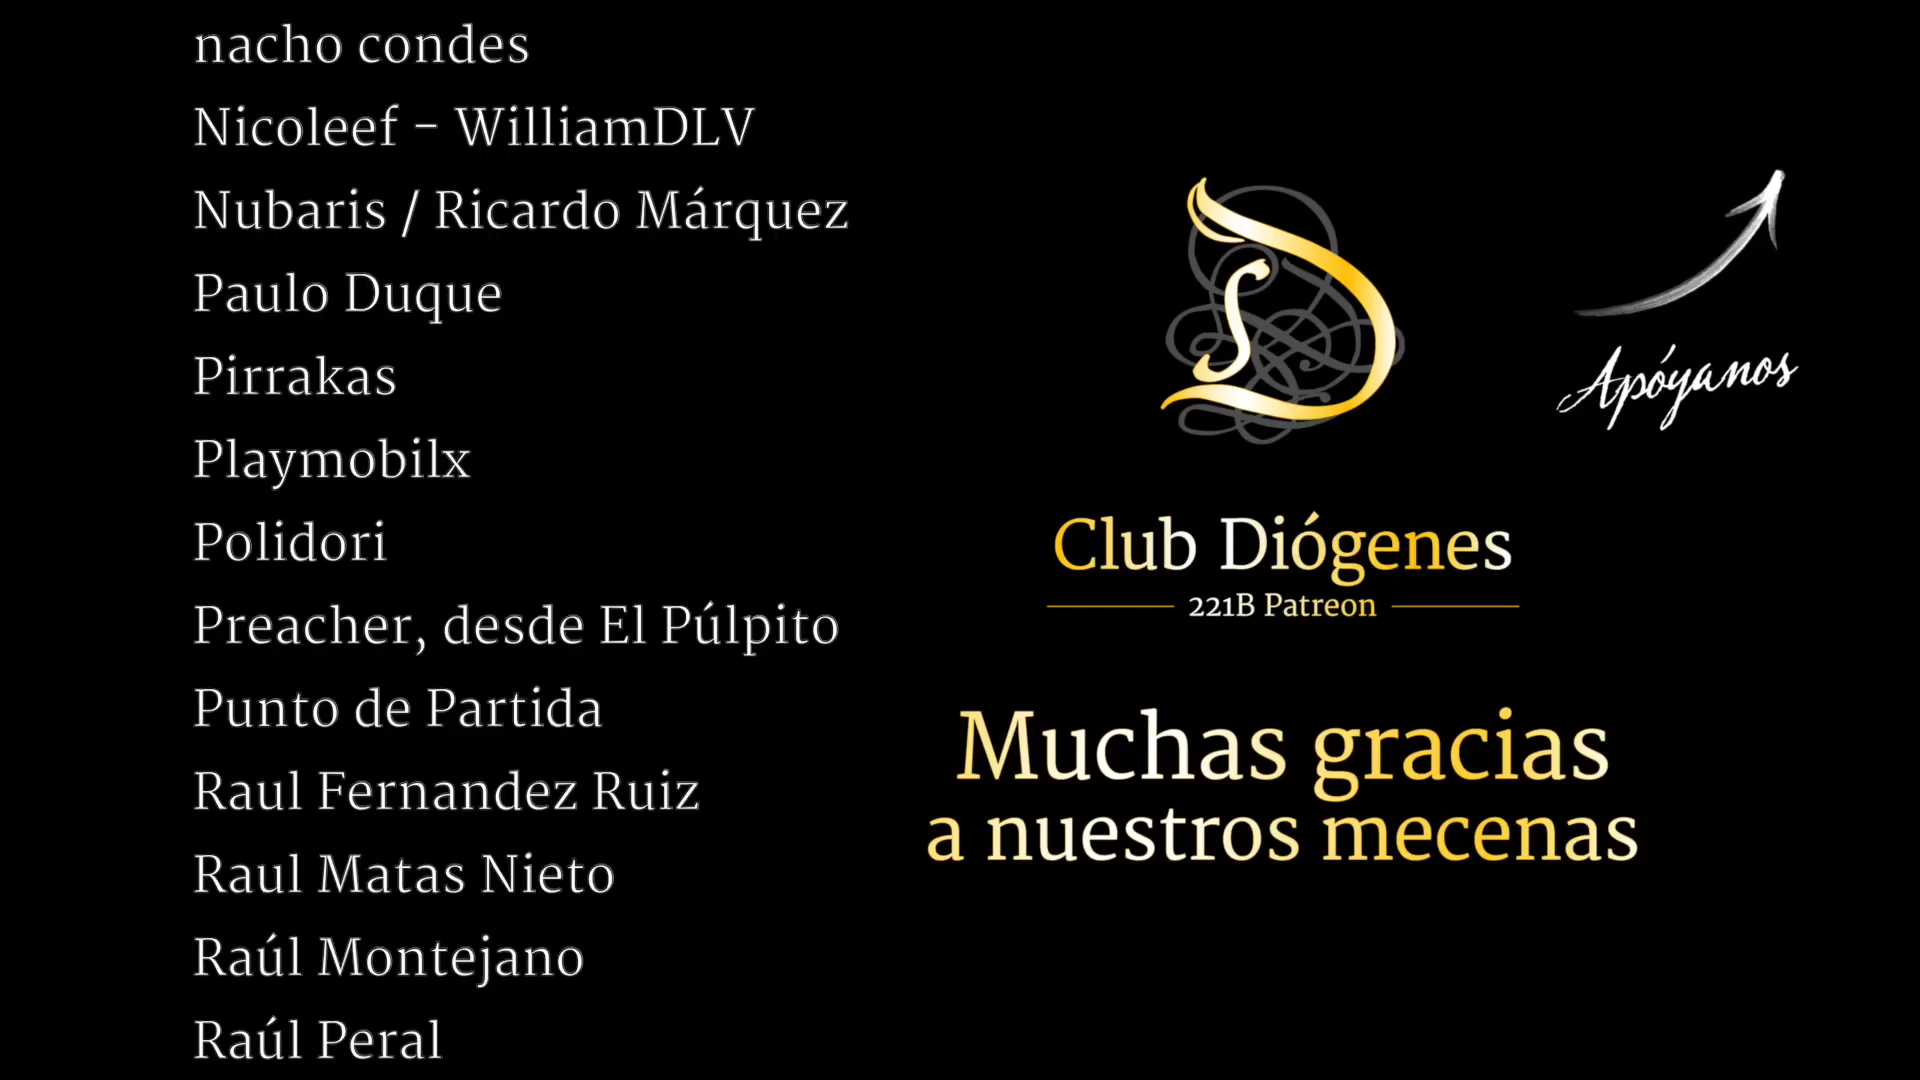 nacho condes
Nicoleef - WilliamDLV
Nubaris / Ricardo Márquez
Paulo Duque
Pirrakas
Playmobilx
Polidori
Preacher, desde El Púlpito
Punto de Partida
Raul Fernandez Ruiz
Raul Matas Nieto
Raúl Montejano
Raúl Peral
Apóyanos
Club Diógenes
221B Patreon
Muchas gracias
a nuestros mecenas